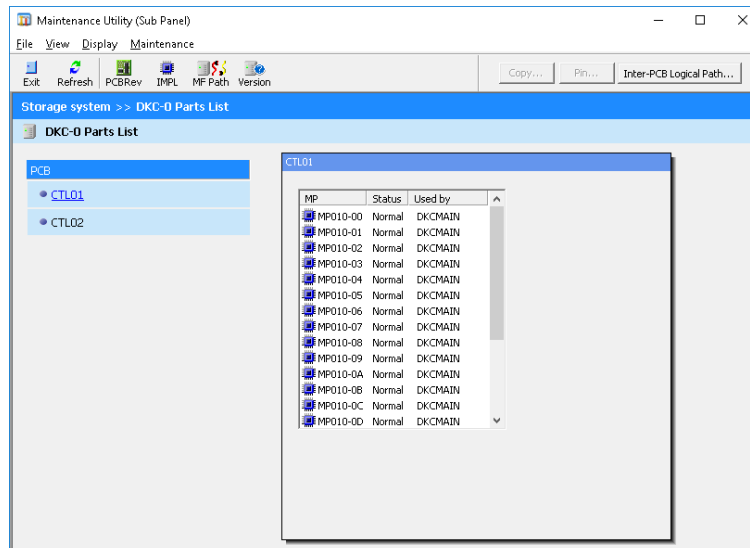 Maintenance Utility (Sub Panel)
File View Display Maintenance
Exit Refresh PCBRev IMPL MF Path Version Copy... Pin... Inter-PCB Logical Path...
Storage system >> DKC-0 Parts List
DKC-0 Parts List
PCB
CTL01
CTL02
CTL01
MP Status Used by
MP010-00 Normal DKCMAIN
MP010-01 Normal DKCMAIN
MP010-02 Normal DKCMAIN
MP010-03 Normal DKCMAIN
MP010-04 Normal DKCMAIN
MP010-05 Normal DKCMAIN
MP010-06 Normal DKCMAIN
MP010-07 Normal DKCMAIN
MP010-08 Normal DKCMAIN
MP010-09 Normal DKCMAIN
MP010-0A Normal DKCMAIN
MP010-0B Normal DKCMAIN
MP010-0C Normal DKCMAIN
MP010-0D Normal DKCMAIN